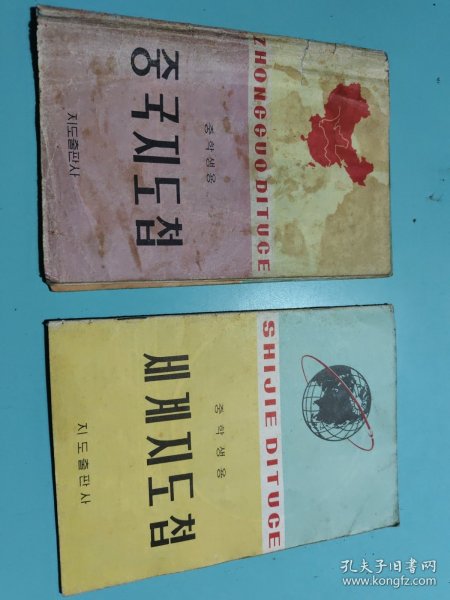 ZHONGGUO DITUCE
중학생용
중국지도첩
지도출판사
SHIJIE DITUCE
중학생용
세계지도첩
지도출판사
孔夫子旧书网
www.kongfz.com